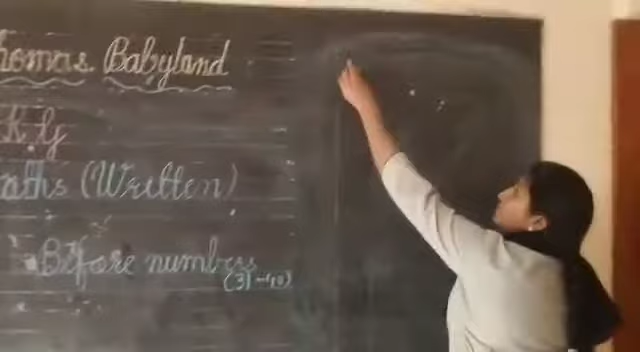 homas Babyland
K.G
aths (Written)
Before numbers
(31-40)